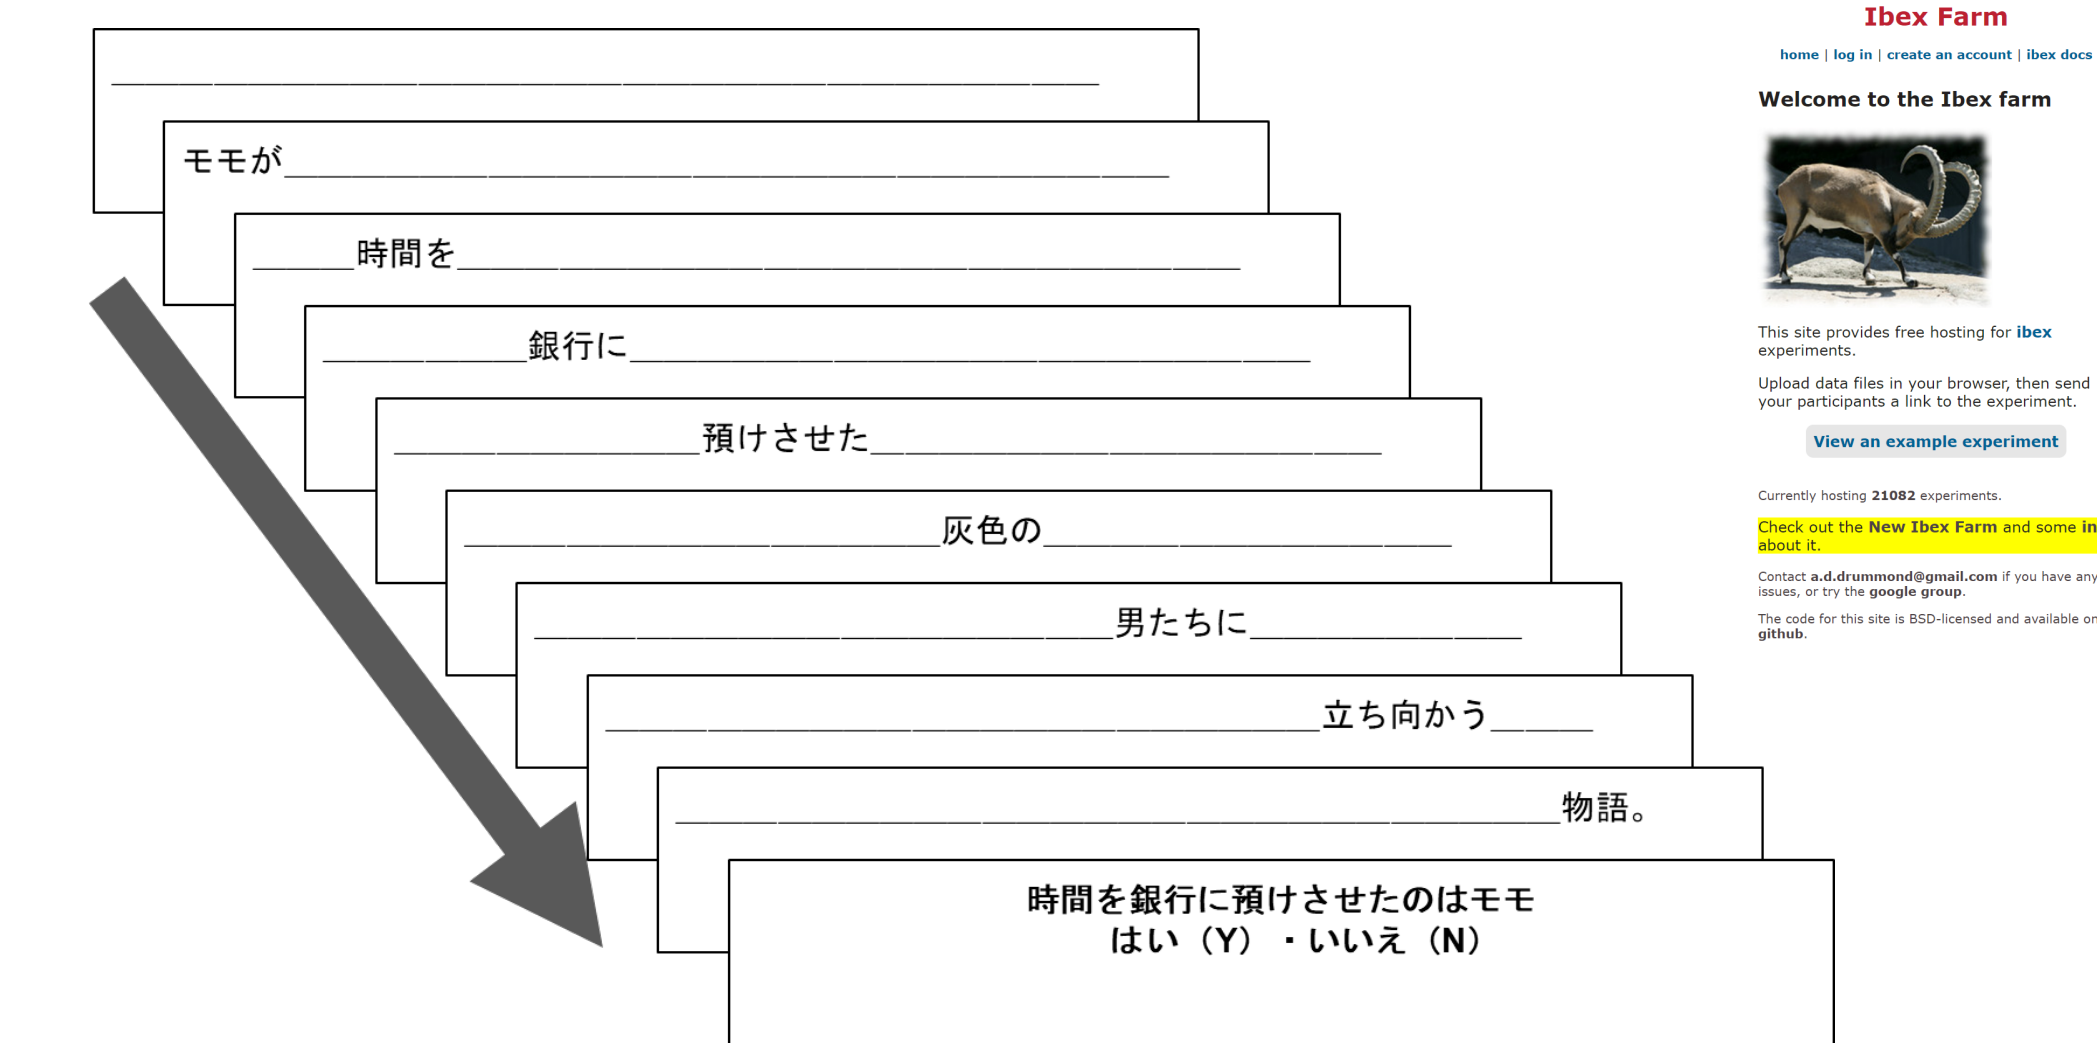 モモが
時間を
銀行に
預けさせた
灰色の
男たちに
立ち向かう
物語。
時間を銀行に預けさせたのはモモ
はい（Y）・いいえ（N）
Ibex Farm
home | log in | create an account | ibex docs
Welcome to the Ibex farm
This site provides free hosting for ibex
experiments.
Upload data files in your browser, then send
your participants a link to the experiment.
View an example experiment
Currently hosting 21082 experiments.
Check out the New Ibex Farm and some in
about it.
Contact a.d.drummond@gmail.com if you have any
issues, or try the google group.
The code for this site is BSD-licensed and available on
github.